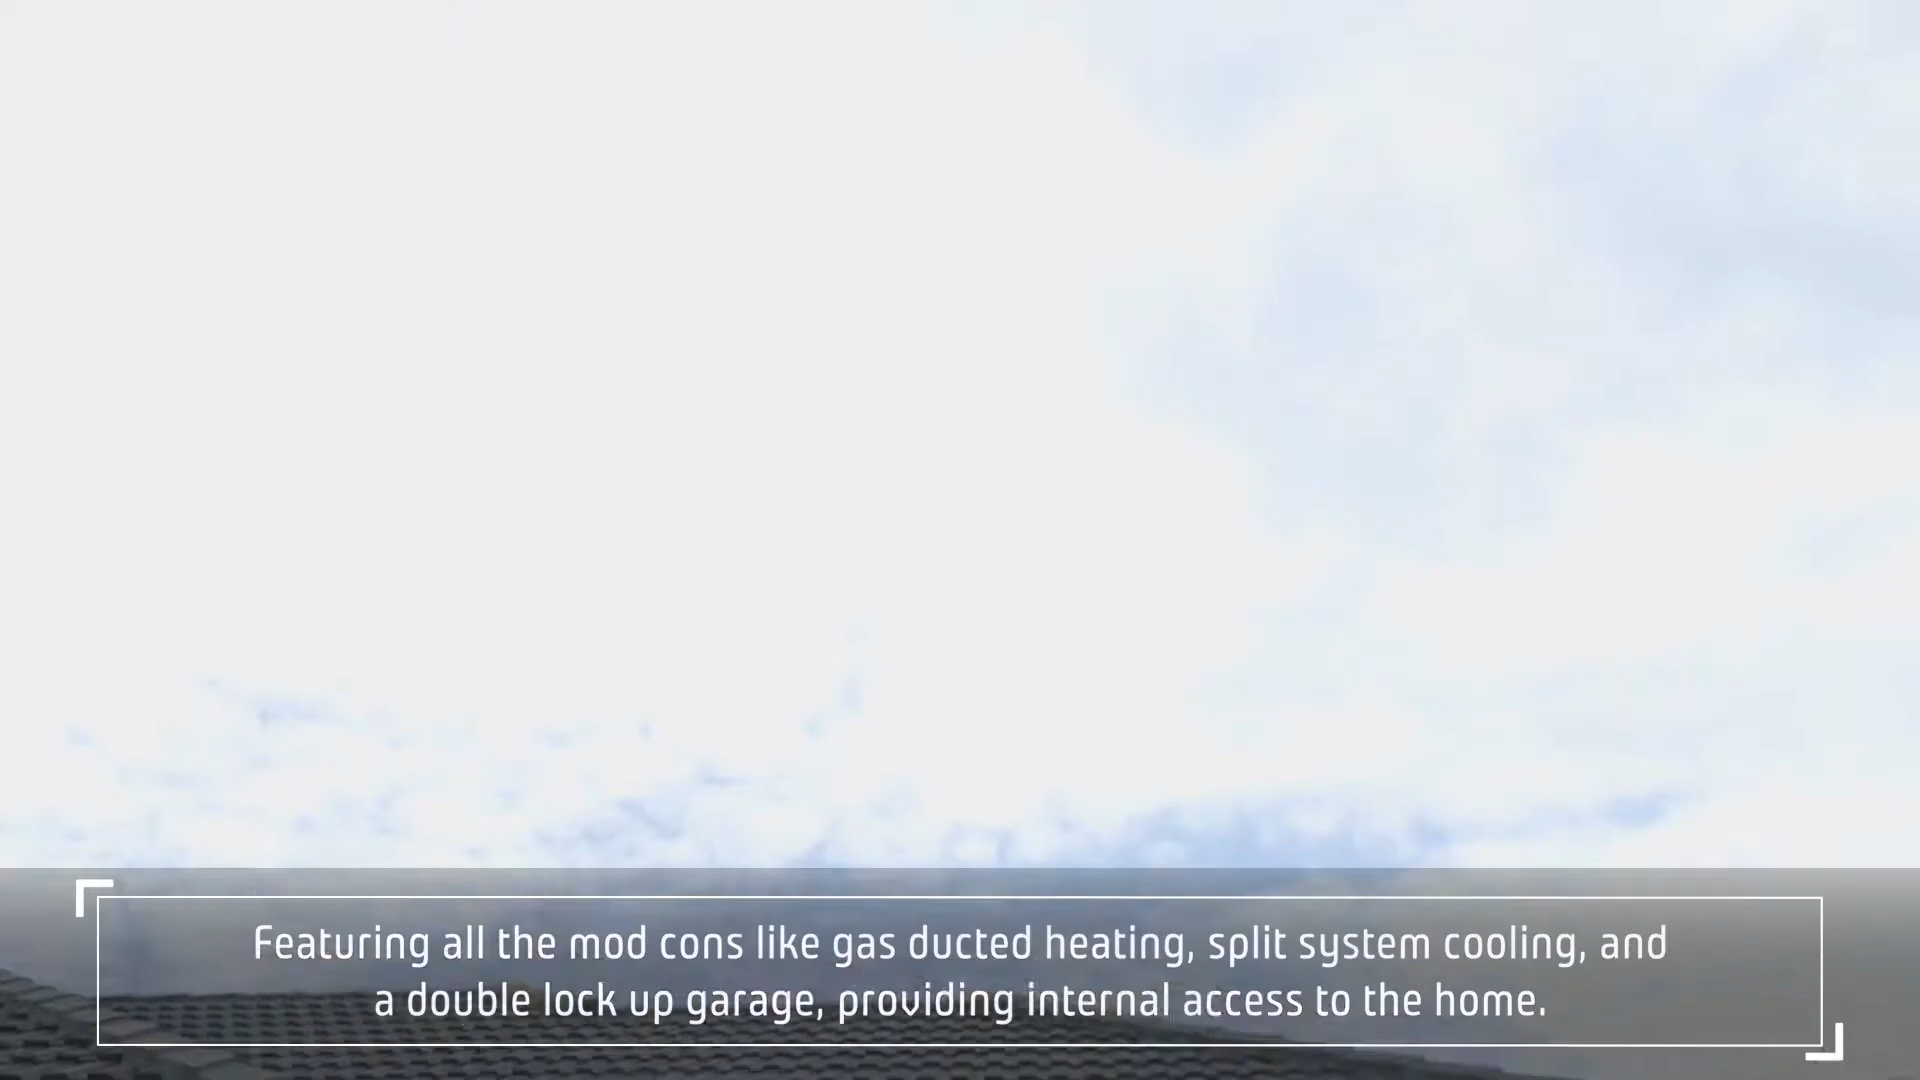 Featuring all the mod cons like gas ducted heating, split system cooling, and
a double lock up garage, providing internal access to the home.